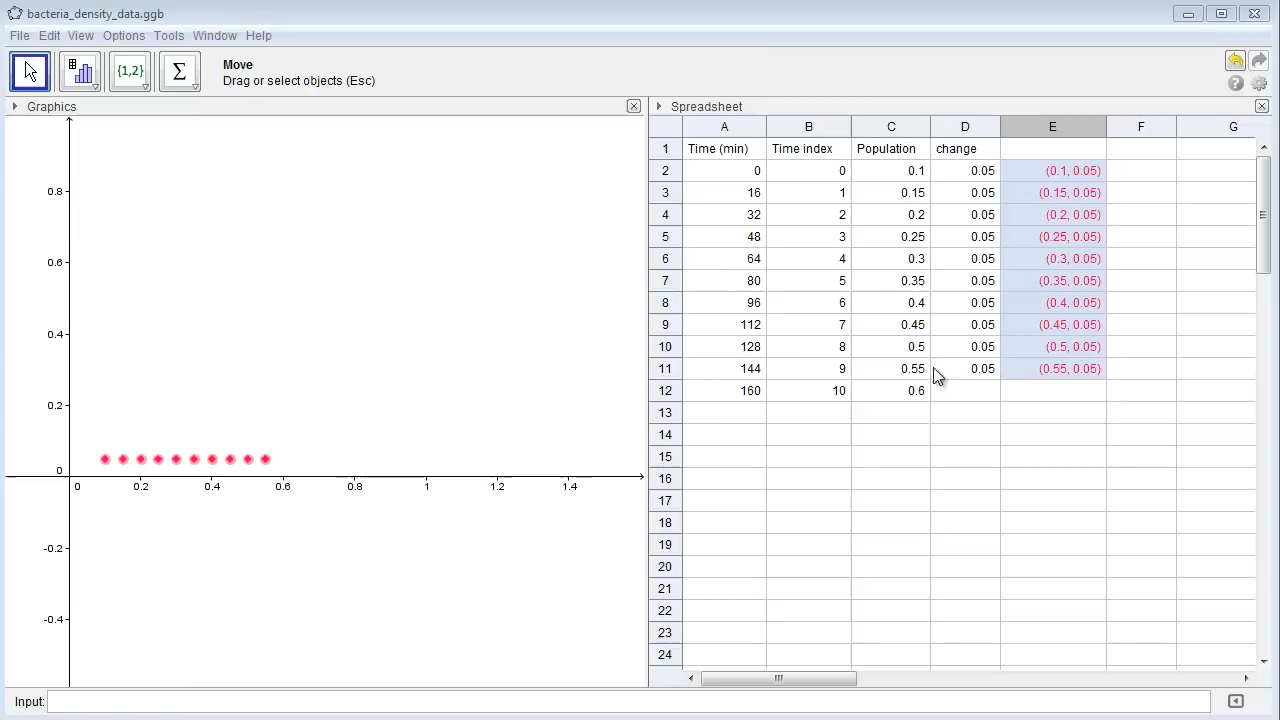 bacteria_density_data.ggb
File Edit View Options Tools Window Help
{1,2} Σ
Move
Drag or select objects (Esc)
Graphics
0.8
0.6
0.4
0.2
0
0 0.2 0.4 0.6 0.8 1 1.2 1.4
-0.2
-0.4
Spreadsheet
A B C D E F G
1 Time (min) Time index Population change
2 0 0 0.1 0.05 (0.1, 0.05)
3 16 1 0.15 0.05 (0.15, 0.05)
4 32 2 0.2 0.05 (0.2, 0.05)
5 48 3 0.25 0.05 (0.25, 0.05)
6 64 4 0.3 0.05 (0.3, 0.05)
7 80 5 0.35 0.05 (0.35, 0.05)
8 96 6 0.4 0.05 (0.4, 0.05)
9 112 7 0.45 0.05 (0.45, 0.05)
10 128 8 0.5 0.05 (0.5, 0.05)
11 144 9 0.55 0.05 (0.55, 0.05)
12 160 10 0.6
13
14
15
16
17
18
19
20
21
22
23
24
Input: